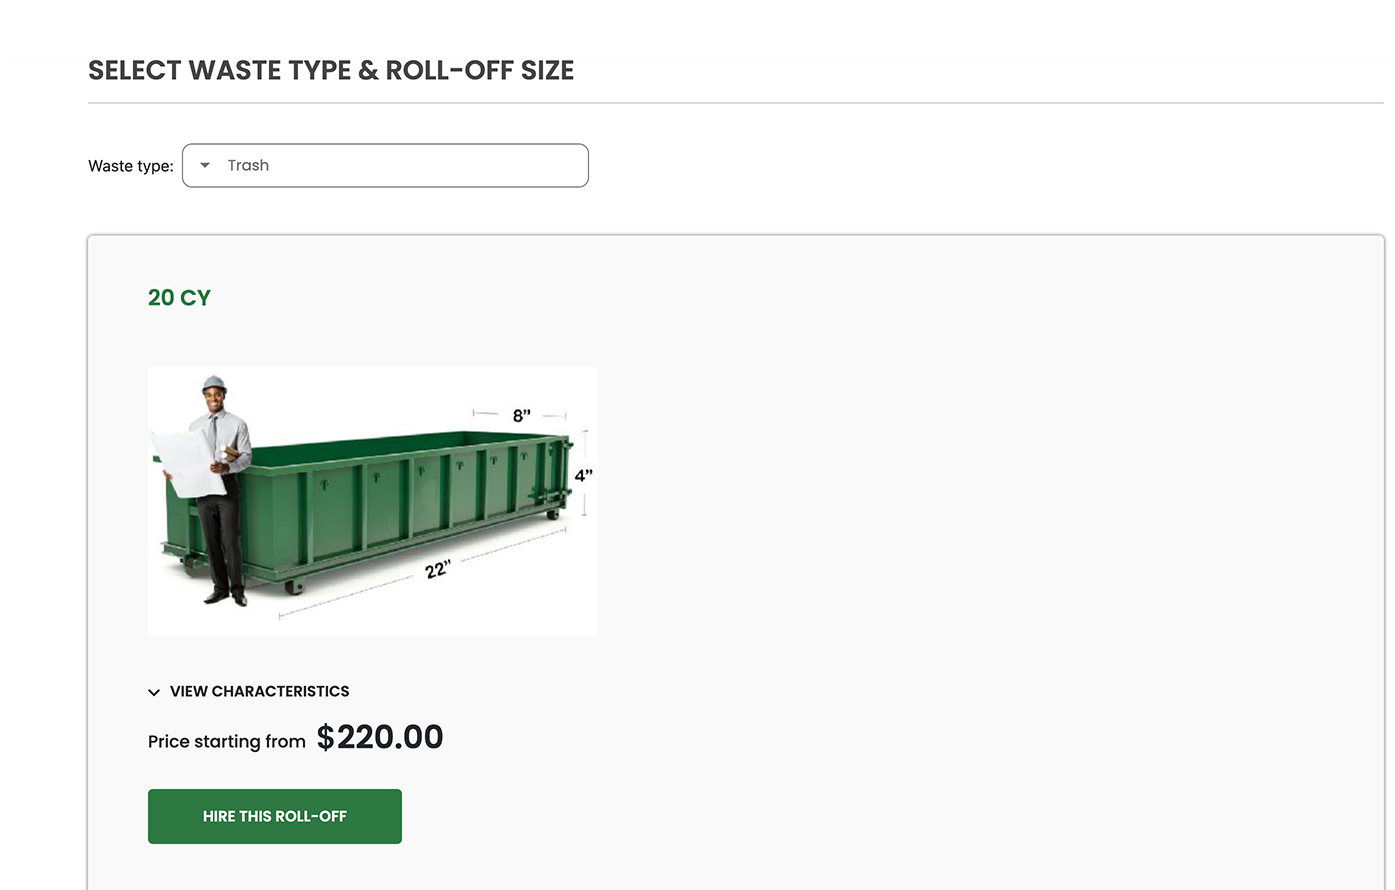 SELECT WASTE TYPE & ROLL-OFF SIZE
Waste type: Trash
20 CY
8”
4”
22”
VIEW CHARACTERISTICS
Price starting from $220.00
HIRE THIS ROLL-OFF